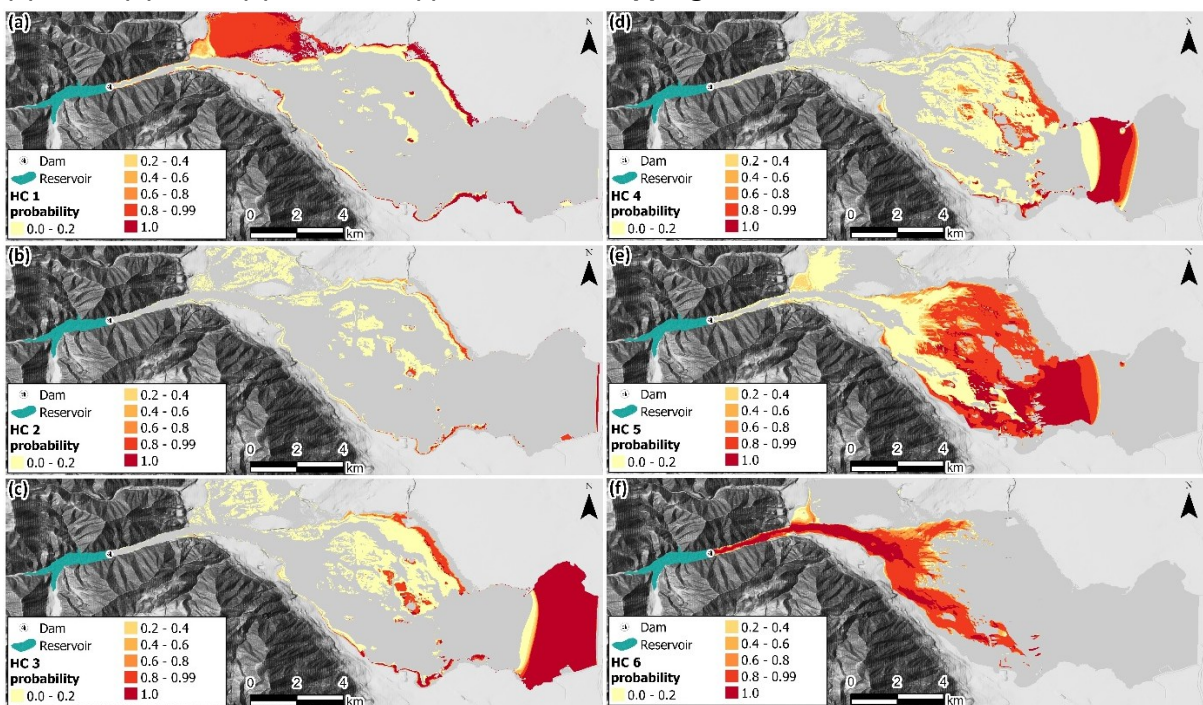 (a)
N
Dam
Reservoir
HC 1
probability
0.0 - 0.2
0.2 - 0.4
0.4 - 0.6
0.6 - 0.8
0.8 - 0.99
1.0
0 2 4
km
(b)
N
Dam
Reservoir
HC 2
probability
0.0 - 0.2
0.2 - 0.4
0.4 - 0.6
0.6 - 0.8
0.8 - 0.99
1.0
0 2 4
km
(c)
N
Dam
Reservoir
HC 3
probability
0.0 - 0.2
0.2 - 0.4
0.4 - 0.6
0.6 - 0.8
0.8 - 0.99
1.0
0 2 4
km
(d)
N
Dam
Reservoir
HC 4
probability
0.0 - 0.2
0.2 - 0.4
0.4 - 0.6
0.6 - 0.8
0.8 - 0.99
1.0
0 2 4
km
(e)
N
Dam
Reservoir
HC 5
probability
0.0 - 0.2
0.2 - 0.4
0.4 - 0.6
0.6 - 0.8
0.8 - 0.99
1.0
0 2 4
km
(f)
N
Dam
Reservoir
HC 6
probability
0.0 - 0.2
0.2 - 0.4
0.4 - 0.6
0.6 - 0.8
0.8 - 0.99
1.0
0 2 4
km